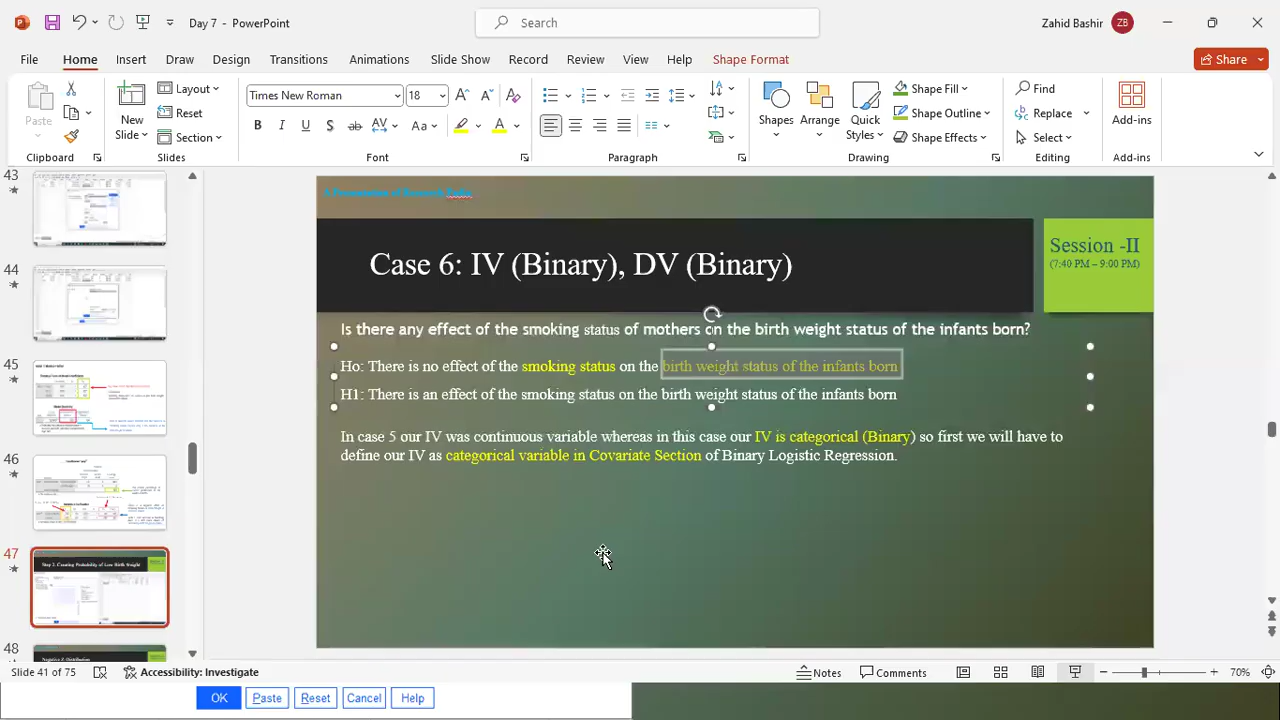 Day 7 - PowerPoint
Search
Zahid Bashir
ZB
File
Home
Insert
Draw
Design
Transitions
Animations
Slide Show
Record
Review
View
Help
Shape Format
Share
Paste
Clipboard
New
Slide
Layout
Reset
Section
Slides
Times New Roman
18
Font
Paragraph
Shapes
Arrange
Quick
Styles
Shape Fill
Shape Outline
Shape Effects
Drawing
Find
Replace
Select
Editing
Add-ins
Add-ins
43
44
45
46
47
Step 3. Counting Probability of Low Birth Weight
48
Case 6: IV (Binary), DV (Binary)
Session -II
(7:40 PM – 9:00 PM)
Is there any effect of the smoking status of mothers on the birth weight status of the infants born?
Ho: There is no effect of the smoking status on the birth weight status of the infants born
H1: There is an effect of the smoking status on the birth weight status of the infants born
In case 5 our IV was continuous variable whereas in this case our IV is categorical (Binary) so first we will have to
define our IV as categorical variable in Covariate Section of Binary Logistic Regression.
Slide 41 of 75
Accessibility: Investigate
Notes
Comments
70%
OK
Paste
Reset
Cancel
Help